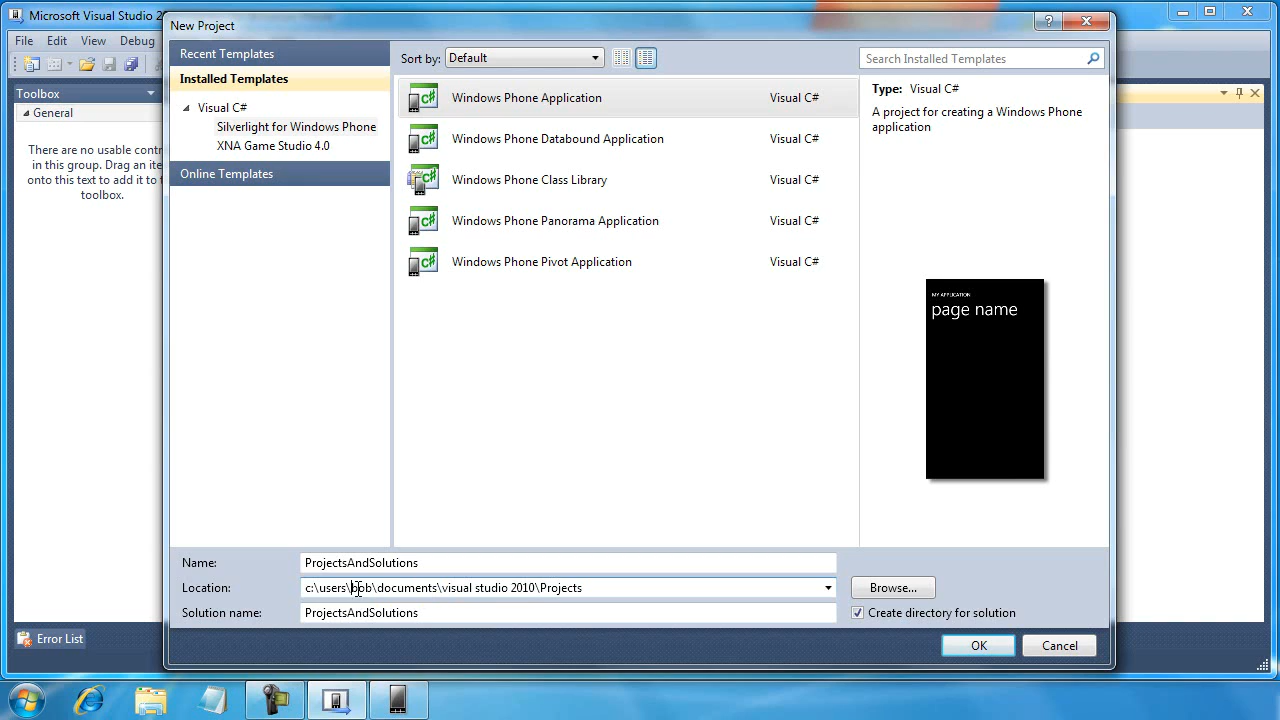 Microsoft Visual Studio 2
New Project
File Edit View Debug
Toolbox
General
There are no usable contr
in this group. Drag an ite
onto this text to add it to t
toolbox.
Error List
Recent Templates
Installed Templates
Visual C#
Silverlight for Windows Phone
XNA Game Studio 4.0
Online Templates
Sort by: Default
Search Installed Templates
Windows Phone Application Visual C#
Windows Phone Databound Application Visual C#
Windows Phone Class Library Visual C#
Windows Phone Panorama Application Visual C#
Windows Phone Pivot Application Visual C#
Type: Visual C#
A project for creating a Windows Phone
application
MY APPLICATION
page name
Name: ProjectsAndSolutions
Location: c:\users\bob\documents\visual studio 2010\Projects
Browse...
Solution name: ProjectsAndSolutions
Create directory for solution
OK Cancel